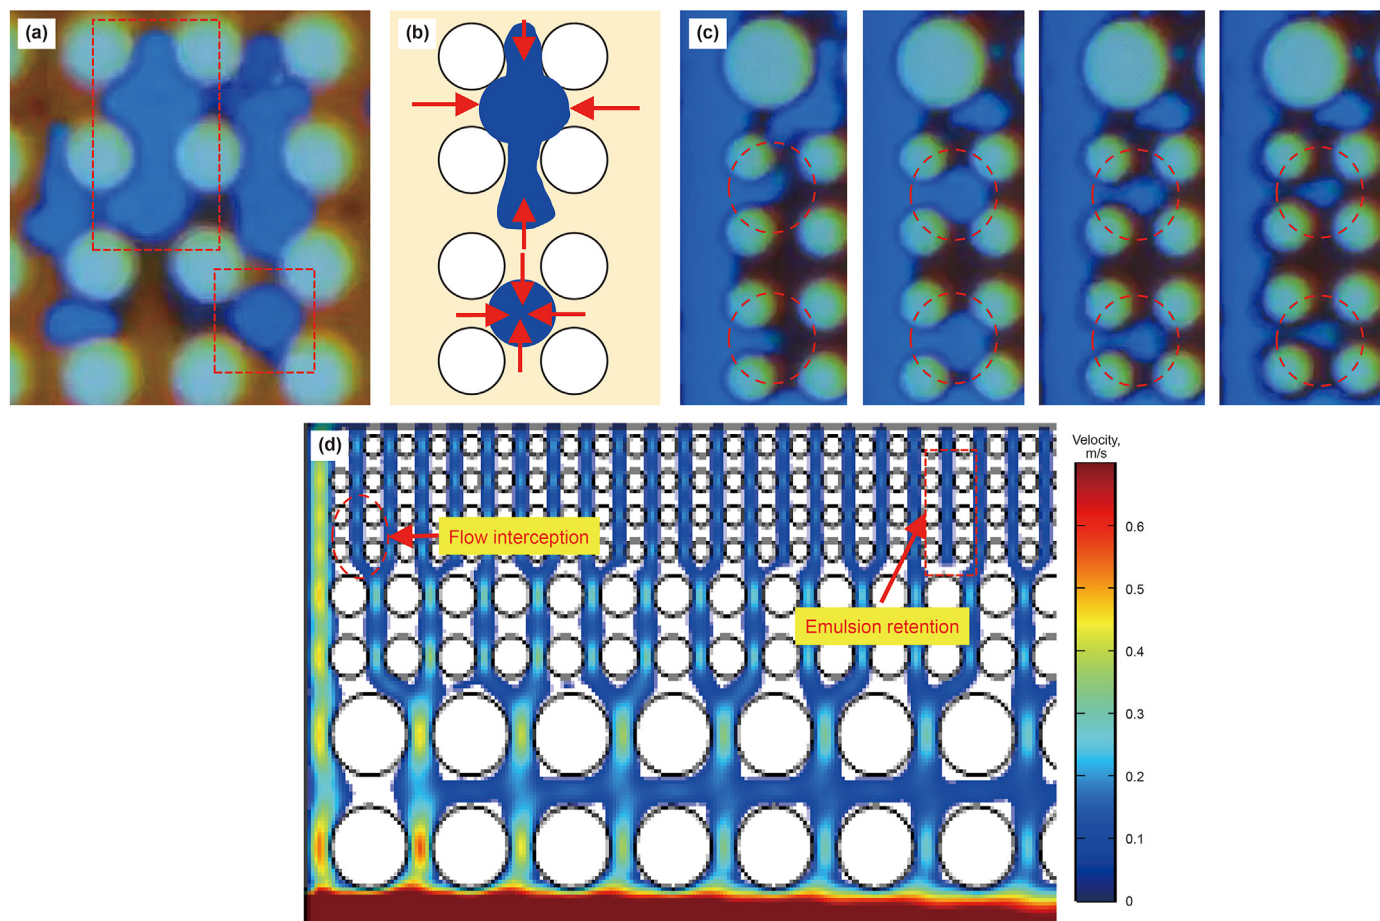 (a)
(b)
(c)
(d)
Flow interception
Emulsion retention
Velocity,
m/s
0.6
0.5
0.4
0.3
0.2
0.1
0